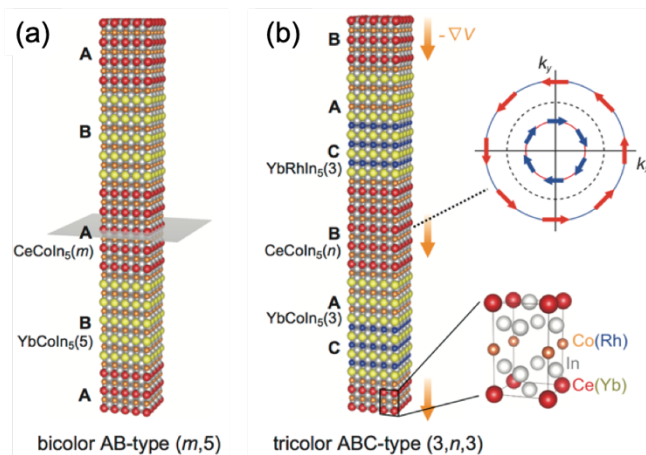 (a)
A
B
A
CeCoIn₅(m)
B
YbCoIn₅(5)
A
bicolor AB-type (m,5)
(b)
B
-∇V
A
C
YbRhIn₅(3)
B
CeCoIn₅(n)
A
YbCoIn₅(3)
C
tricolor ABC-type (3,n,3)
k_y
Co(Rh)
In
Ce(Yb)